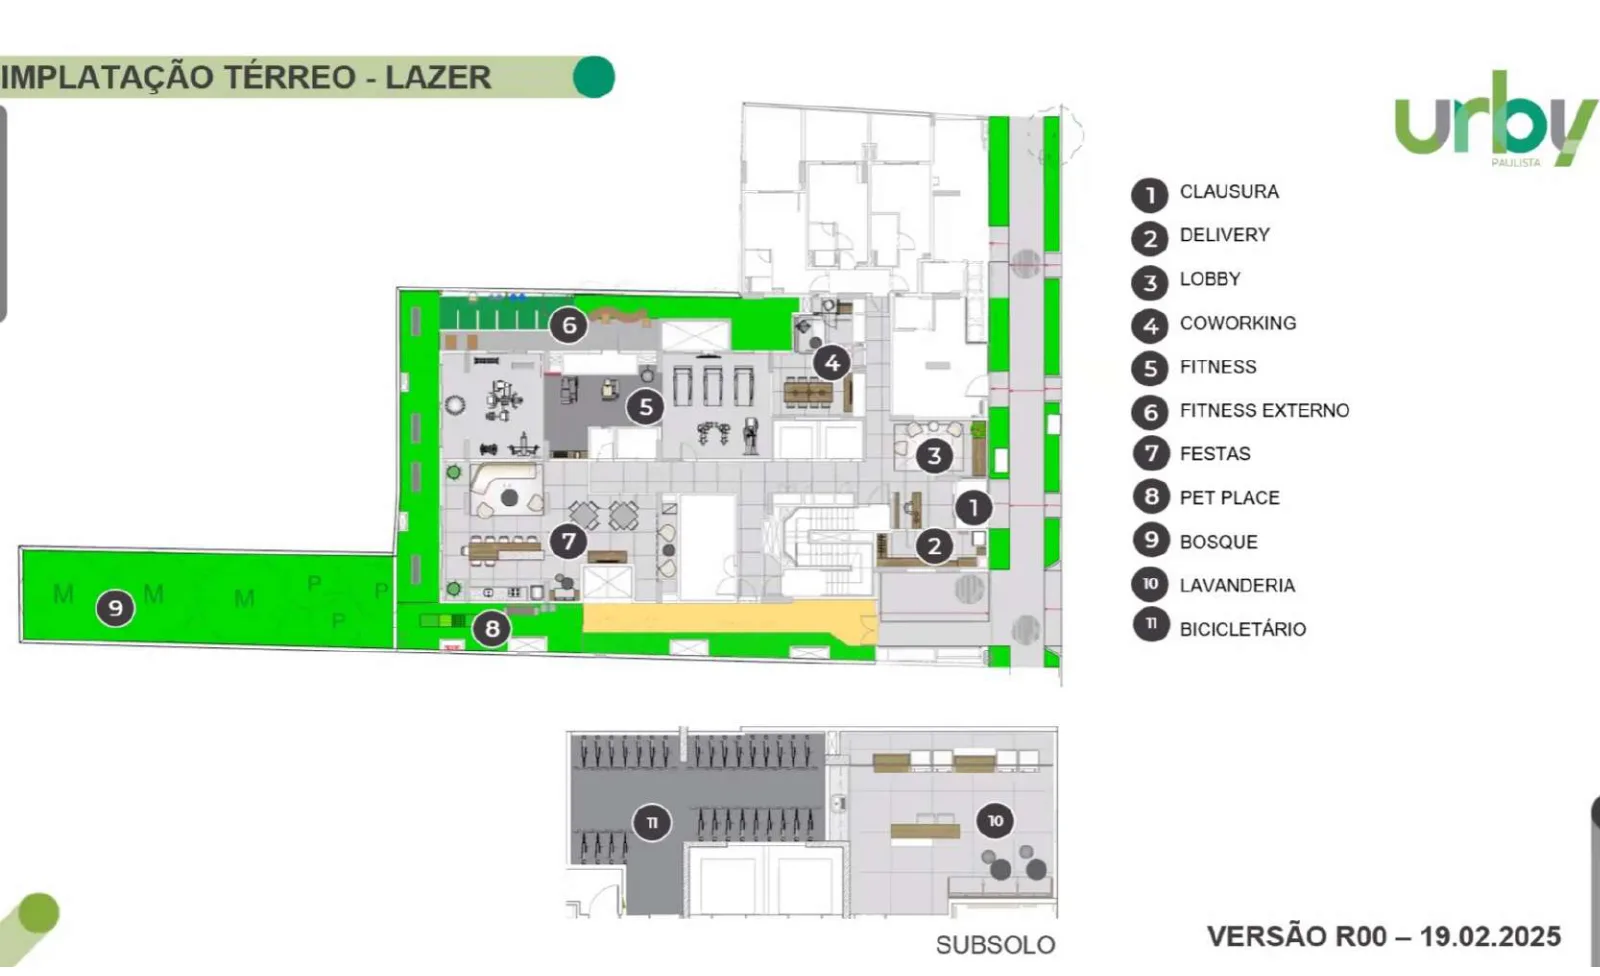 IMPLATAÇÃO TÉRREO - LAZER
urby
PAULISTA
1 CLAUSURA
2 DELIVERY
3 LOBBY
4 COWORKING
5 FITNESS
6 FITNESS EXTERNO
7 FESTAS
8 PET PLACE
9 BOSQUE
10 LAVANDERIA
11 BICICLETÁRIO
6
4
5
3
1
7
2
M
9
M
M
P
P
P
8
11
10
SUBSOLO
VERSÃO R00 – 19.02.2025